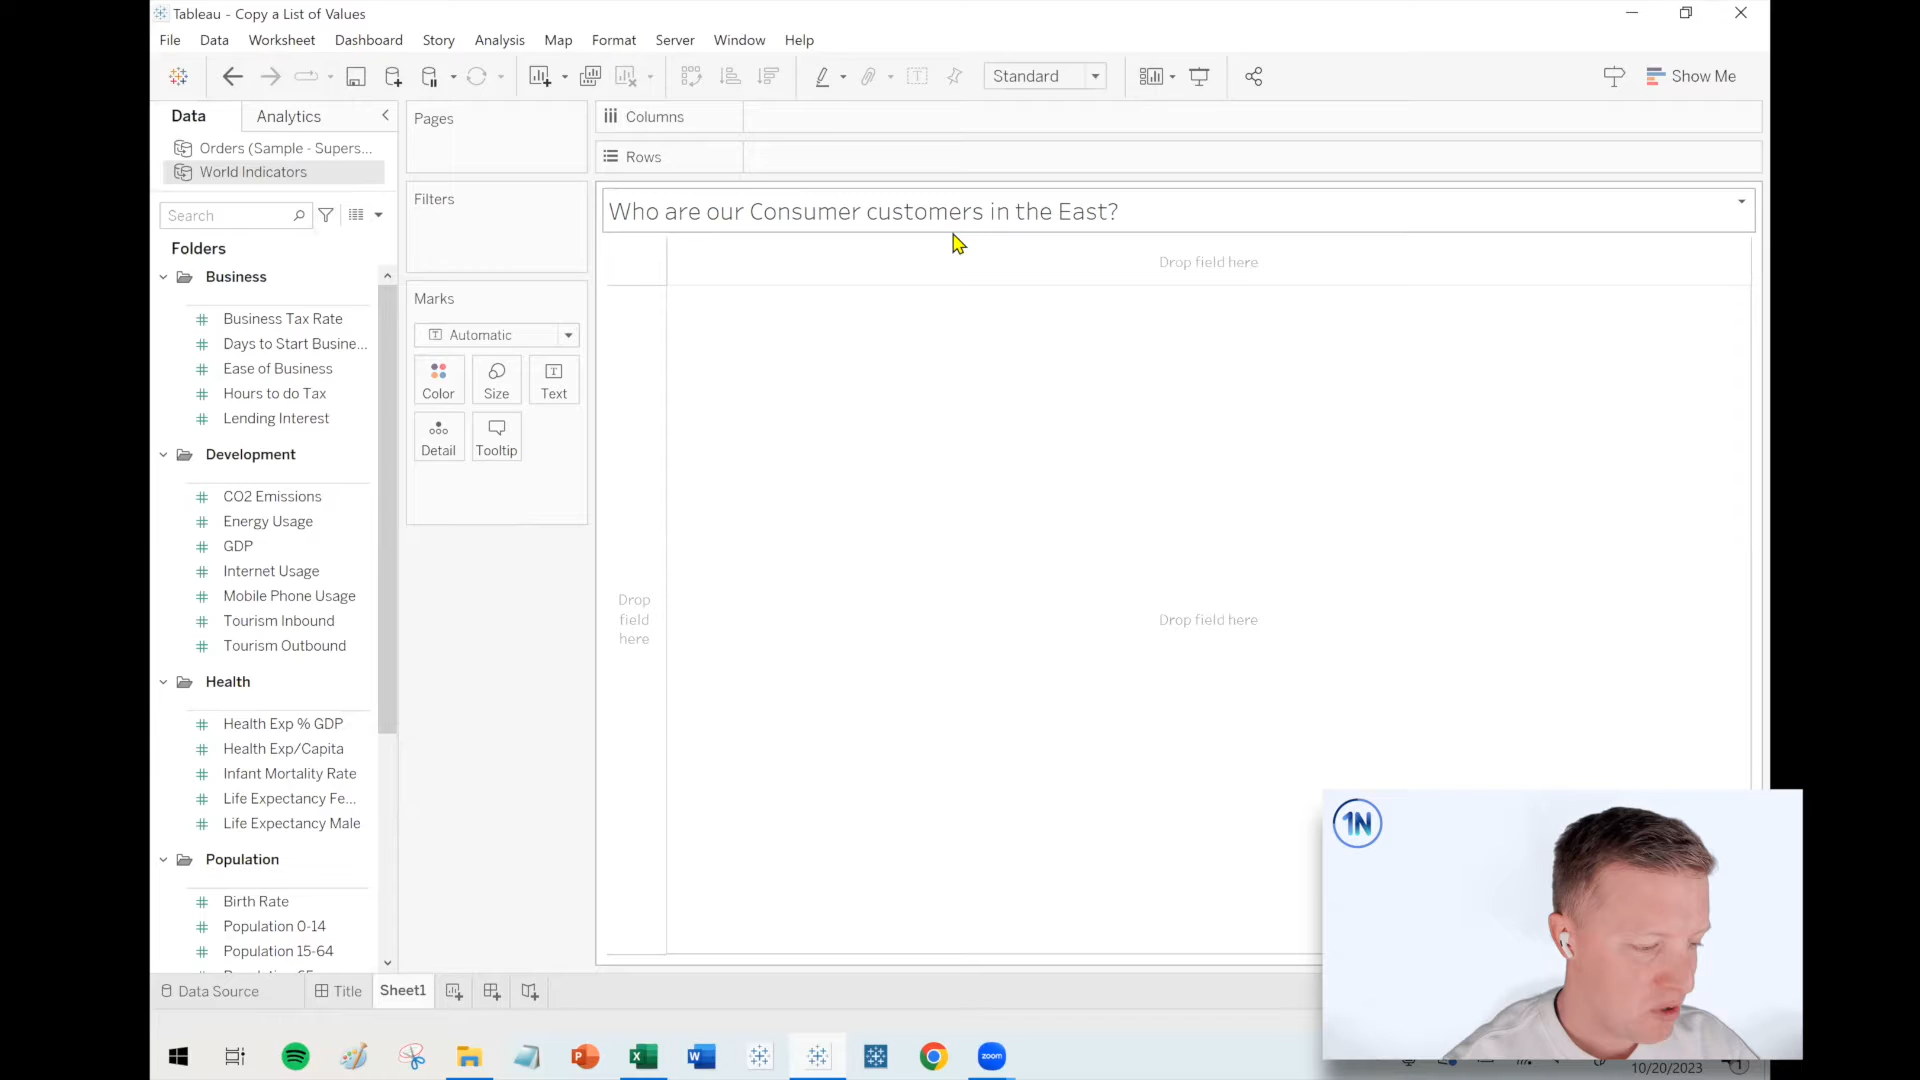 Tableau - Copy a List of Values
File Data Worksheet Dashboard Story Analysis Map Format Server Window Help
Standard
Show Me
Data Analytics
Orders (Sample - Supers...
World Indicators
Search
Folders
Business
Business Tax Rate
Days to Start Busine...
Ease of Business
Hours to do Tax
Lending Interest
Development
CO2 Emissions
Energy Usage
GDP
Internet Usage
Mobile Phone Usage
Tourism Inbound
Tourism Outbound
Health
Health Exp % GDP
Health Exp/Capita
Infant Mortality Rate
Life Expectancy Fe...
Life Expectancy Male
Population
Birth Rate
Population 0-14
Population 15-64
Pages
Filters
Marks
Automatic
Color Size Text
Detail Tooltip
Columns
Rows
Who are our Consumer customers in the East?
Drop field here
Drop
field
here
Drop field here
1N
Data Source Title Sheet1
zoom
10/20/2023